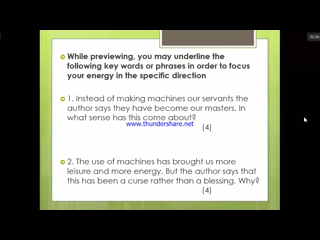 While previewing, you may underline the
following key words or phrases in order to focus
your energy in the specific direction
1. Instead of making machines our servants the
author says they have become our masters. In
what sense has this come about?
www.thundershare.net
(4)
2. The use of machines has brought us more
leisure and more energy. But the author says that
this has been a curse rather than a blessing. Why?
(4)